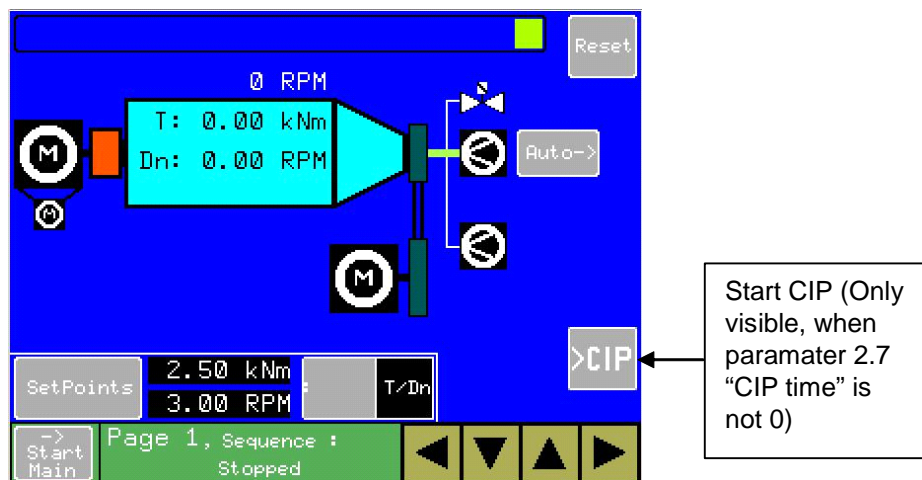 Reset
0 RPM
T: 0.00 kNm
Dn: 0.00 RPM
M
M
Auto->
M
>CIP
Start CIP (Only
visible, when
paramater 2.7
“CIP time” is
not 0)
SetPoints
2.50 kNm
3.00 RPM
:
T/Dn
->
Start
Main
Page 1, Sequence :
Stopped